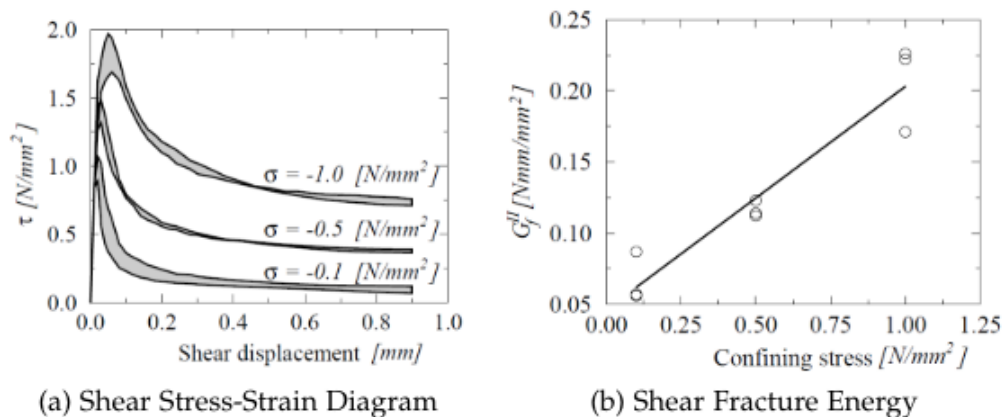 2.0
1.5
1.0
0.5
0.0
τ [N/mm²]
σ = -1.0 [N/mm²]
σ = -0.5 [N/mm²]
σ = -0.1 [N/mm²]
0.0 0.2 0.4 0.6 0.8 1.0
Shear displacement [mm]
(a) Shear Stress-Strain Diagram
0.25
0.20
0.15
0.10
0.05
G_f^II [Nmm/mm²]
0.00 0.25 0.50 0.75 1.00 1.25
Confining stress [N/mm²]
(b) Shear Fracture Energy